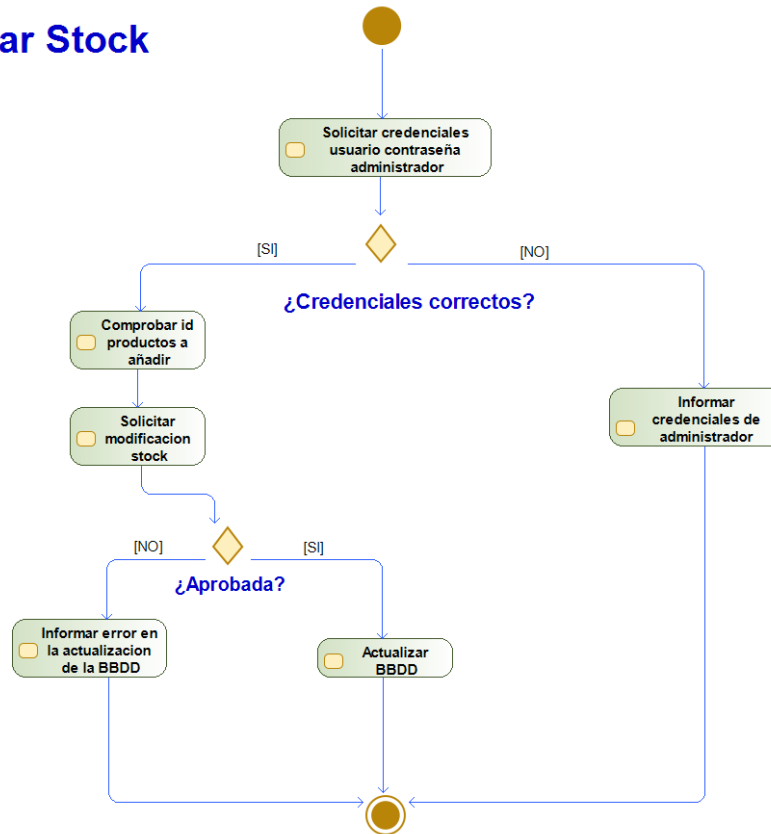 ar Stock
Solicitar credenciales
usuario contraseña
administrador
[SI]
[NO]
¿Credenciales correctos?
Comprobar id
productos a
añadir
Informar
credenciales de
administrador
Solicitar
modificacion
stock
[NO]
[SI]
¿Aprobada?
Informar error en
la actualizacion
de la BBDD
Actualizar
BBDD